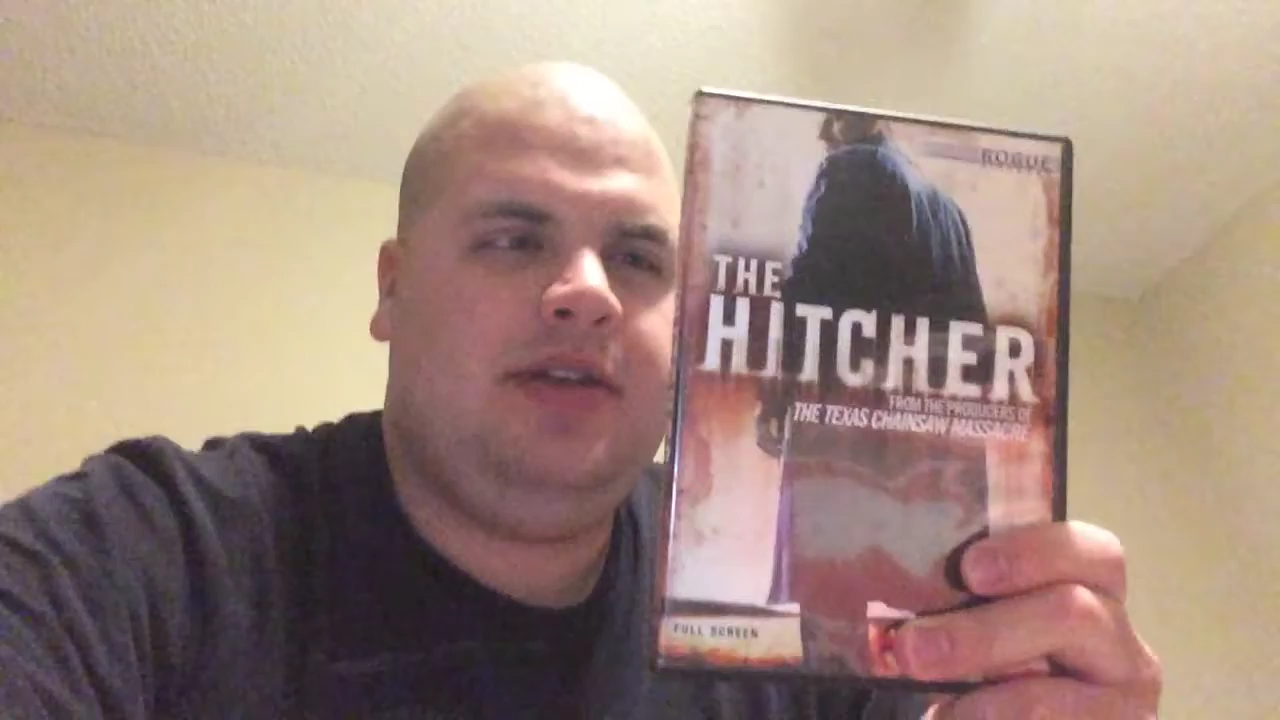 ROGUE
THE
HITCHER
FROM THE PRODUCERS OF
THE TEXAS CHAINSAW MASSACRE
FULL SCREEN